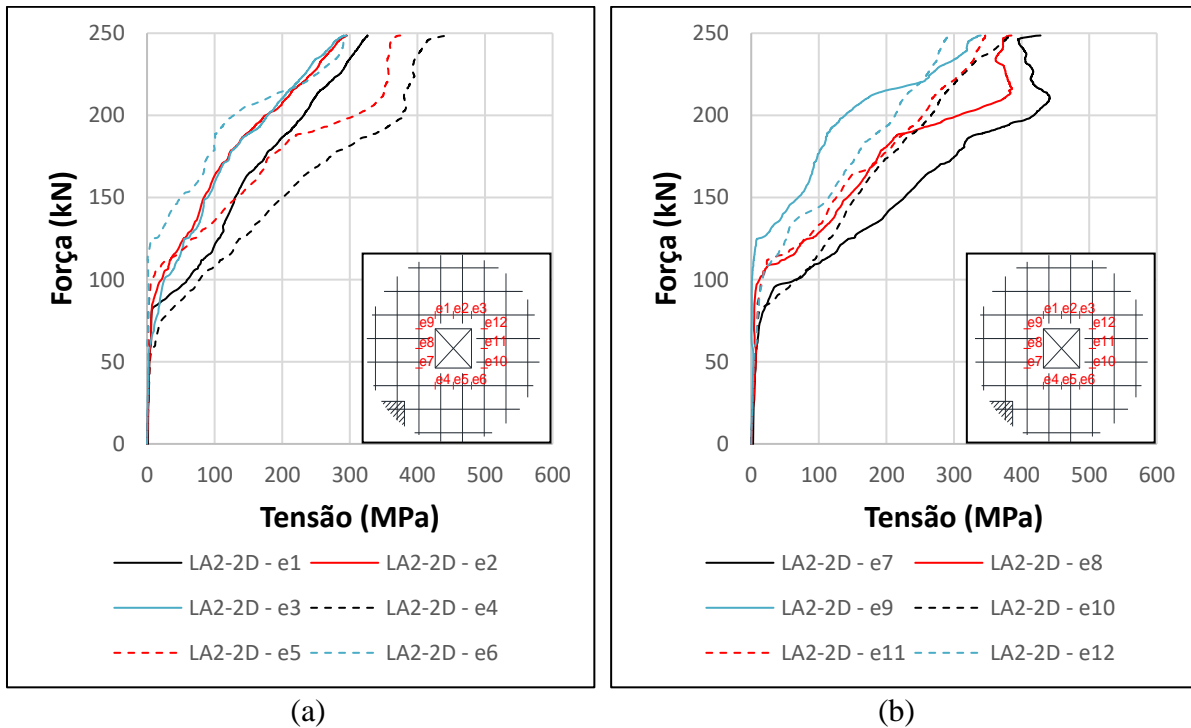 Força (kN)
250
200
150
100
50
0
e1 e2 e3
e9 e12
e8 e11
e7 e10
e4 e5 e6
0 100 200 300 400 500 600
Tensão (MPa)
LA2-2D - e1 LA2-2D - e2
LA2-2D - e3 LA2-2D - e4
LA2-2D - e5 LA2-2D - e6
(a)
Força (kN)
250
200
150
100
50
0
e1 e2 e3
e9 e12
e8 e11
e7 e10
e4 e5 e6
0 100 200 300 400 500 600
Tensão (MPa)
LA2-2D - e7 LA2-2D - e8
LA2-2D - e9 LA2-2D - e10
LA2-2D - e11 LA2-2D - e12
(b)